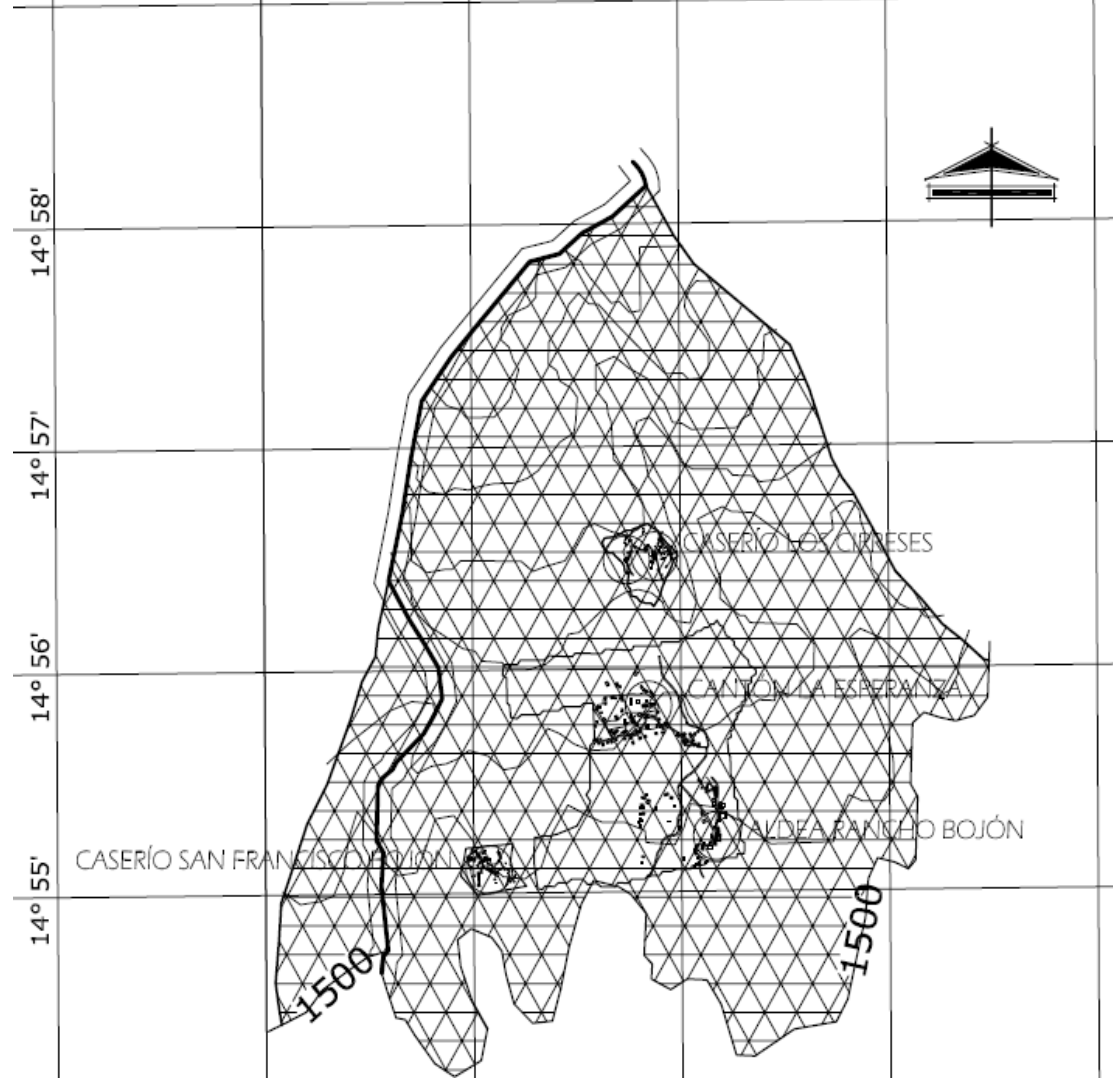 14° 58'
14° 57'
CASERÍO LOS CIPRESES
14° 56'
CANTÓN LA ESPERANZA
ALDEA RANCHO BOJÓN
CASERÍO SAN FRANCISCO BOJÓN
14° 55'
1500
1500